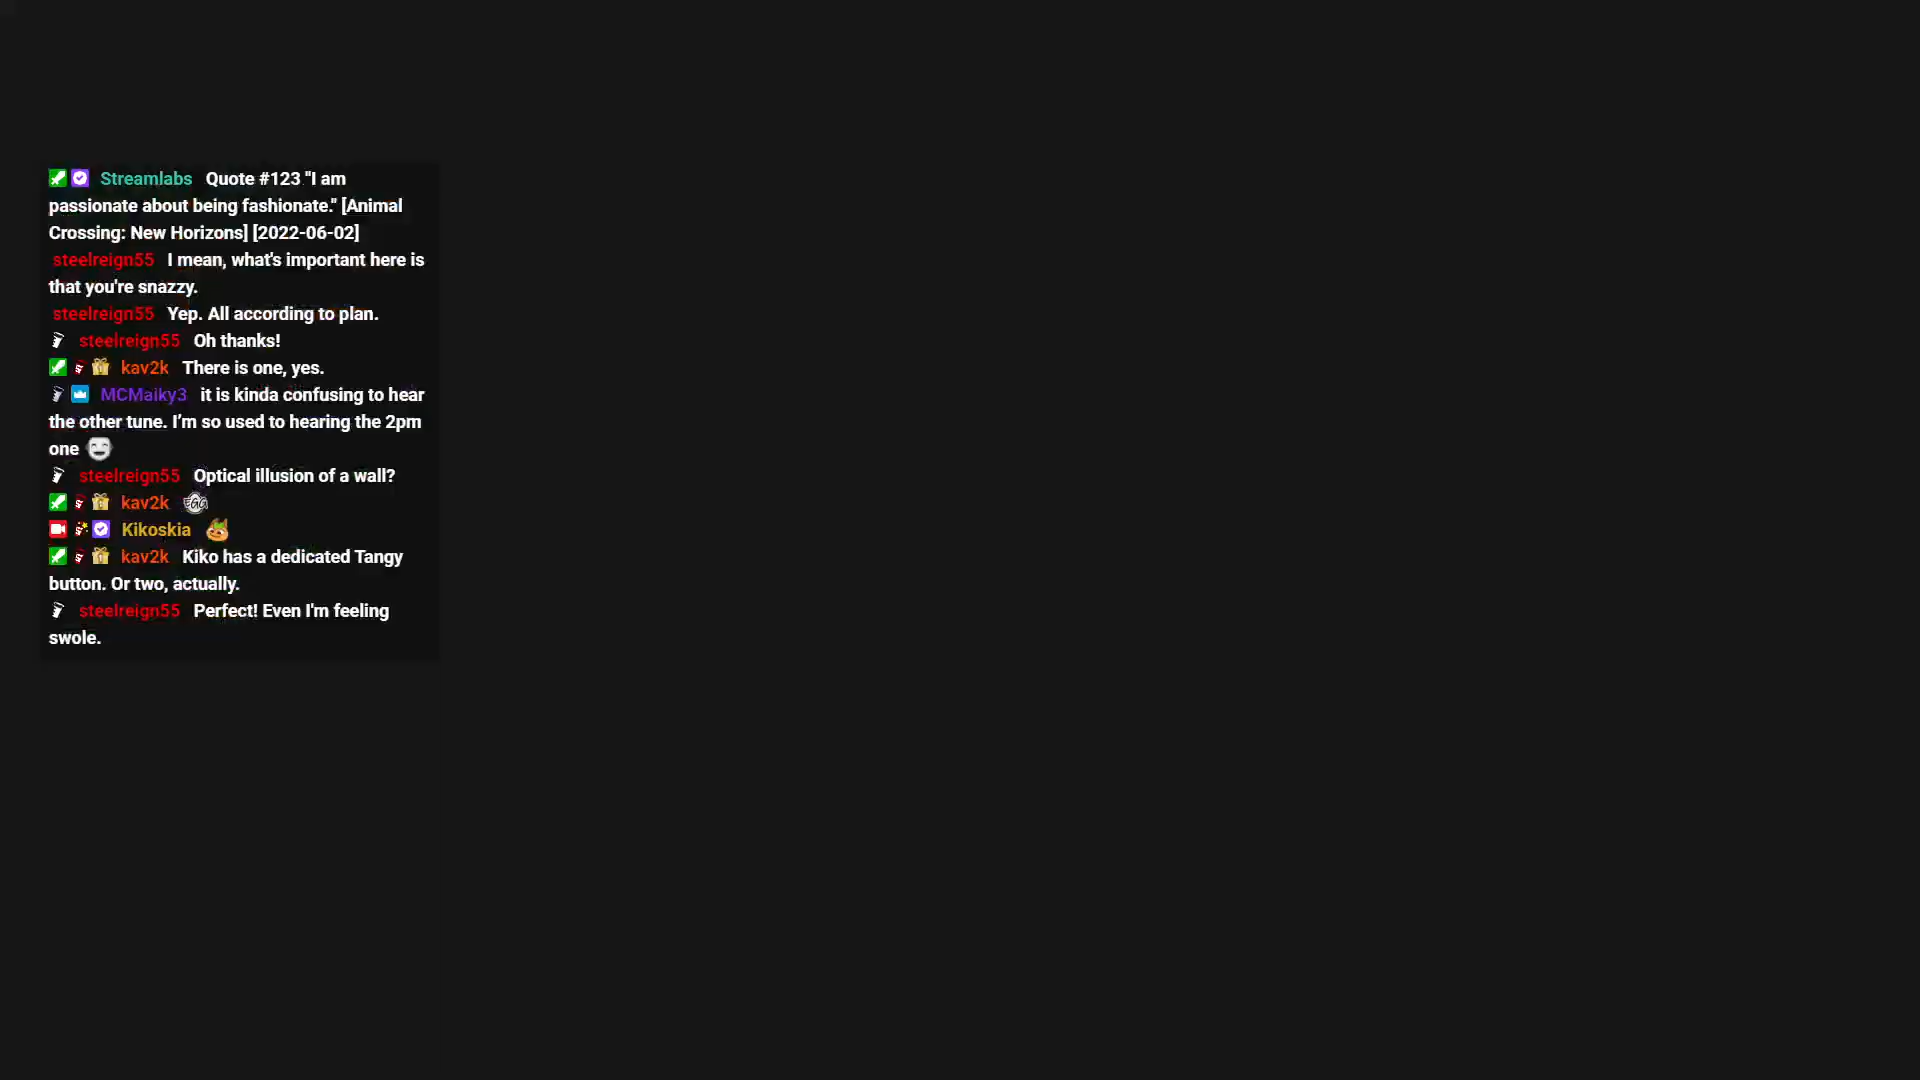 Streamlabs Quote #123 "I am
passionate about being fashionate." [Animal
Crossing: New Horizons] [2022-06-02]
steelreign55 I mean, what's important here is
that you're snazzy.
steelreign55 Yep. All according to plan.
steelreign55 Oh thanks!
kav2k There is one, yes.
MCMaiky3 it is kinda confusing to hear
the other tune. I’m so used to hearing the 2pm
one
steelreign55 Optical illusion of a wall?
kav2k EGG
Kikoskia
kav2k Kiko has a dedicated Tangy
button. Or two, actually.
steelreign55 Perfect! Even I'm feeling
swole.